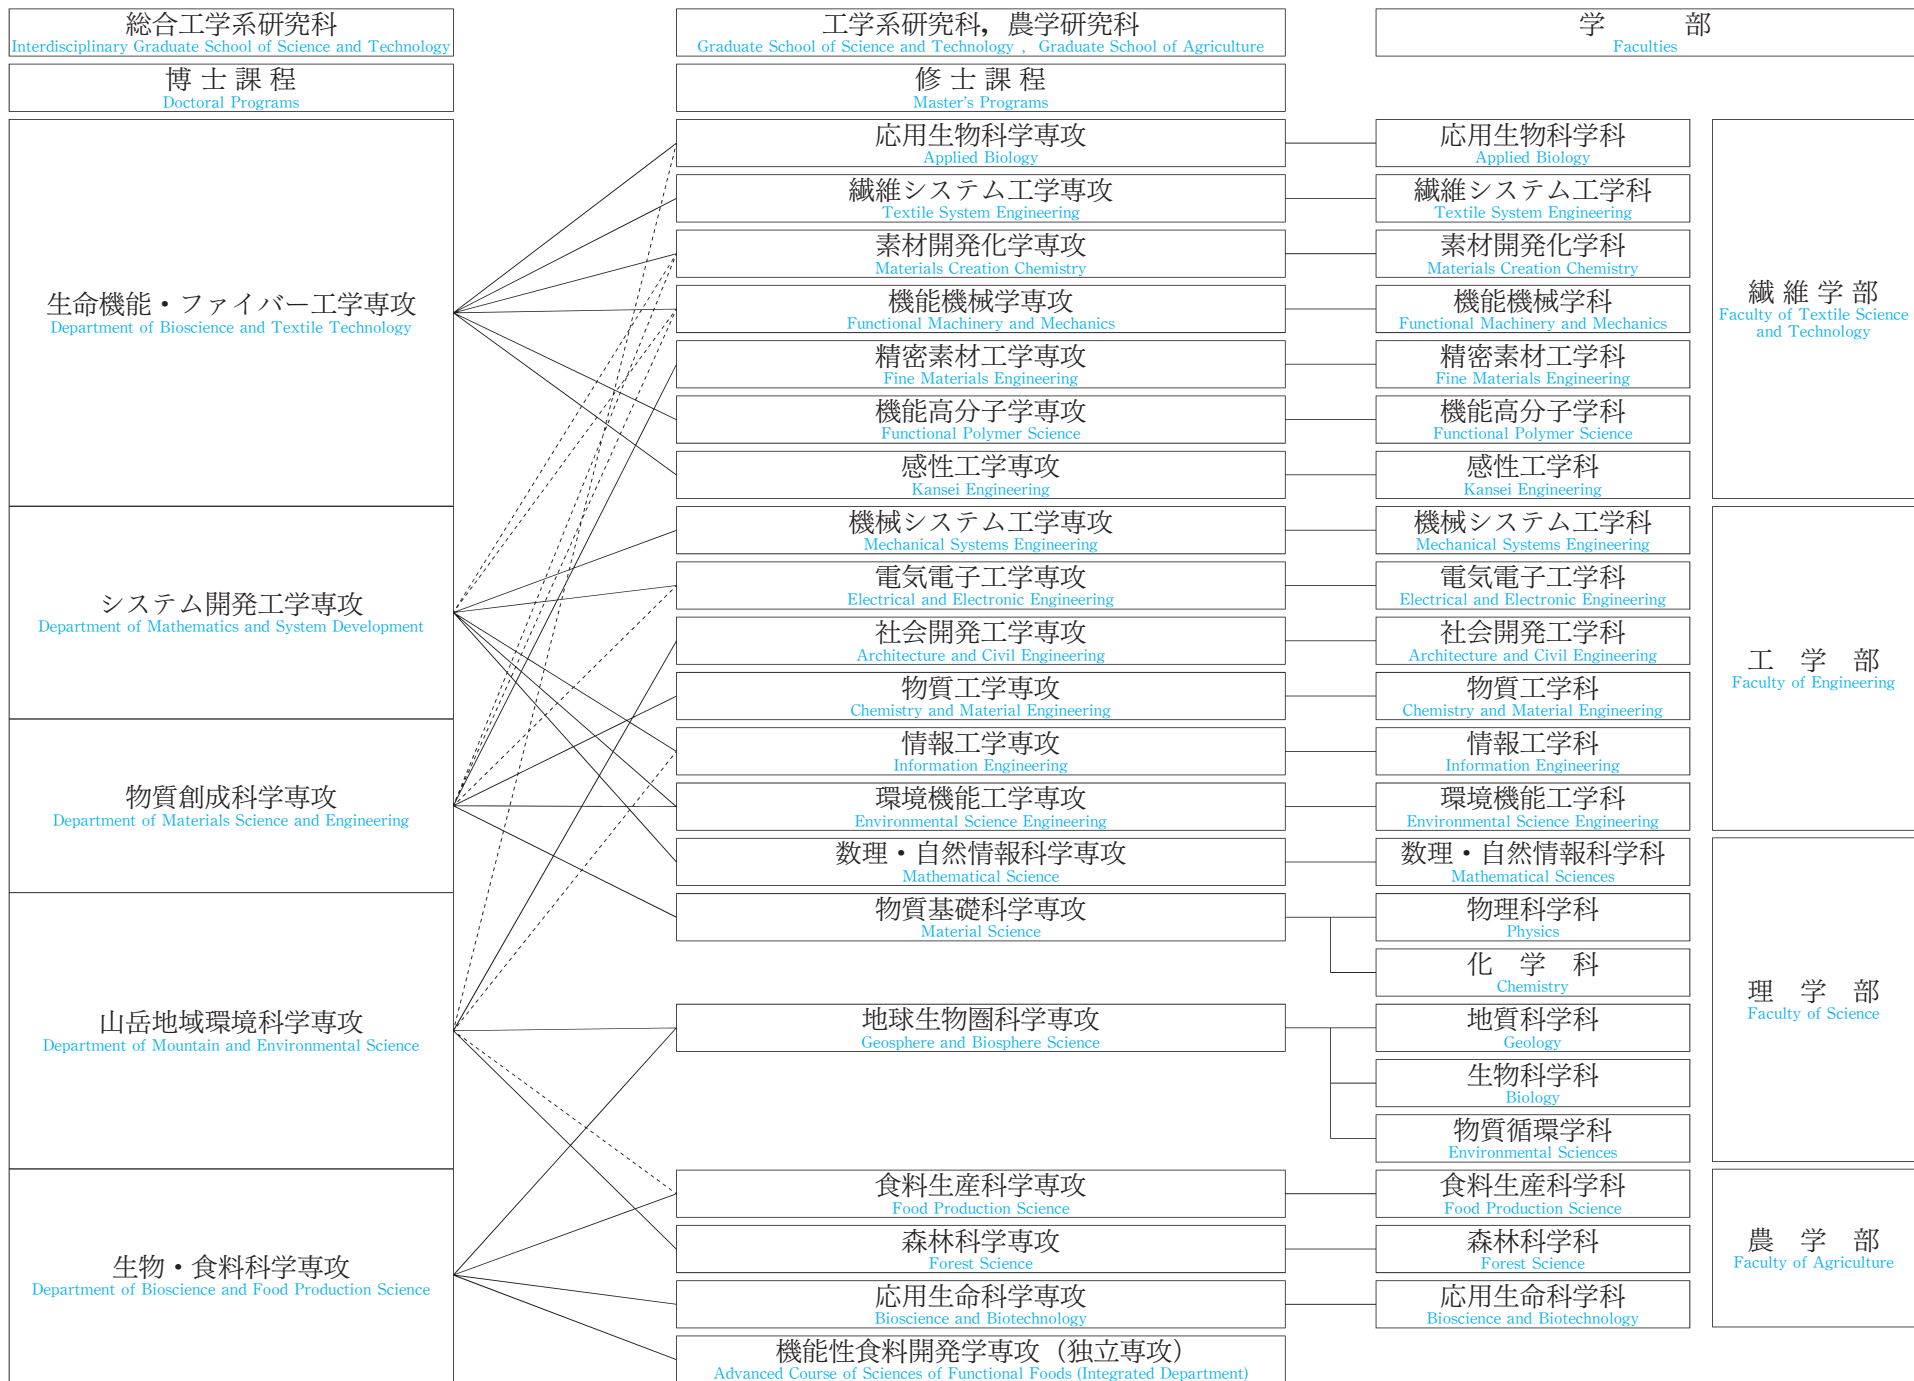 総合工学系研究科
Interdisciplinary Graduate School of Science and Technology
工学系研究科，農学研究科
Graduate School of Science and Technology , Graduate School of Agriculture
学 部
Faculties
博 士 課 程
Doctoral Programs
修 士 課 程
Master's Programs
生命機能・ファイバー工学専攻
Department of Bioscience and Textile Technology
システム開発工学専攻
Department of Mathematics and System Development
物質創成科学専攻
Department of Materials Science and Engineering
山岳地域環境科学専攻
Department of Mountain and Environmental Science
生物・食料科学専攻
Department of Bioscience and Food Production Science
応用生物科学専攻
Applied Biology
繊維システム工学専攻
Textile System Engineering
素材開発化学専攻
Materials Creation Chemistry
機能機械学専攻
Functional Machinery and Mechanics
精密素材工学専攻
Fine Materials Engineering
機能高分子学専攻
Functional Polymer Science
感性工学専攻
Kansei Engineering
機械システム工学専攻
Mechanical Systems Engineering
電気電子工学専攻
Electrical and Electronic Engineering
社会開発工学専攻
Architecture and Civil Engineering
物質工学専攻
Chemistry and Material Engineering
情報工学専攻
Information Engineering
環境機能工学専攻
Environmental Science Engineering
数理・自然情報科学専攻
Mathematical Science
物質基礎科学専攻
Material Science
地球生物圏科学専攻
Geosphere and Biosphere Science
食料生産科学専攻
Food Production Science
森林科学専攻
Forest Science
応用生命科学専攻
Bioscience and Biotechnology
機能性食料開発学専攻（独立専攻）
Advanced Course of Sciences of Functional Foods (Integrated Department)
応用生物科学科
Applied Biology
繊維システム工学科
Textile System Engineering
素材開発化学科
Materials Creation Chemistry
機能機械学科
Functional Machinery and Mechanics
精密素材工学科
Fine Materials Engineering
機能高分子学科
Functional Polymer Science
感性工学科
Kansei Engineering
機械システム工学科
Mechanical Systems Engineering
電気電子工学科
Electrical and Electronic Engineering
社会開発工学科
Architecture and Civil Engineering
物質工学科
Chemistry and Material Engineering
情報工学科
Information Engineering
環境機能工学科
Environmental Science Engineering
数理・自然情報科学科
Mathematical Sciences
物理科学科
Physics
化 学 科
Chemistry
地質科学科
Geology
生物科学科
Biology
物質循環学科
Environmental Sciences
食料生産科学科
Food Production Science
森林科学科
Forest Science
応用生命科学科
Bioscience and Biotechnology
繊 維 学 部
Faculty of Textile Science
and Technology
工 学 部
Faculty of Engineering
理 学 部
Faculty of Science
農 学 部
Faculty of Agriculture